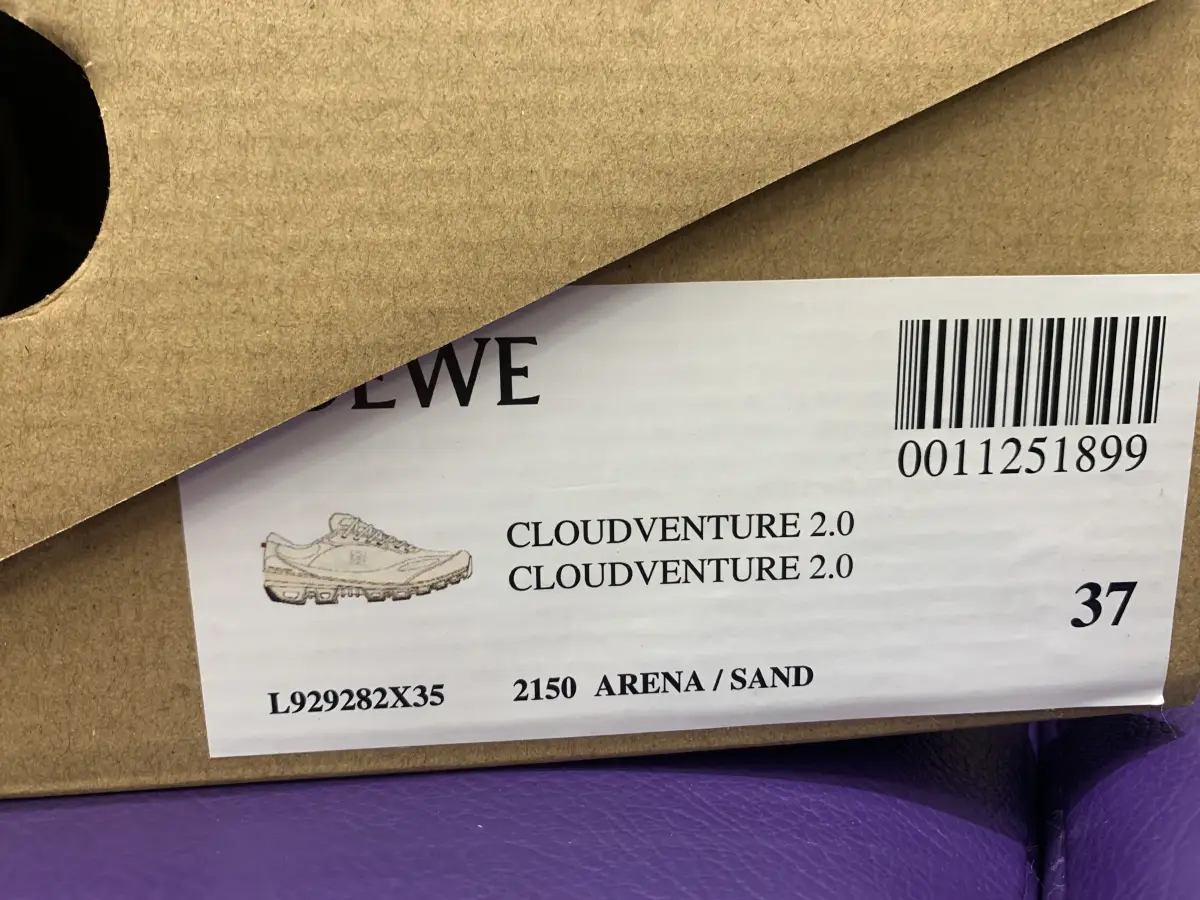 EWE
0011251899
CLOUDVENTURE 2.0
CLOUDVENTURE 2.0
37
L929282X35 2150 ARENA / SAND